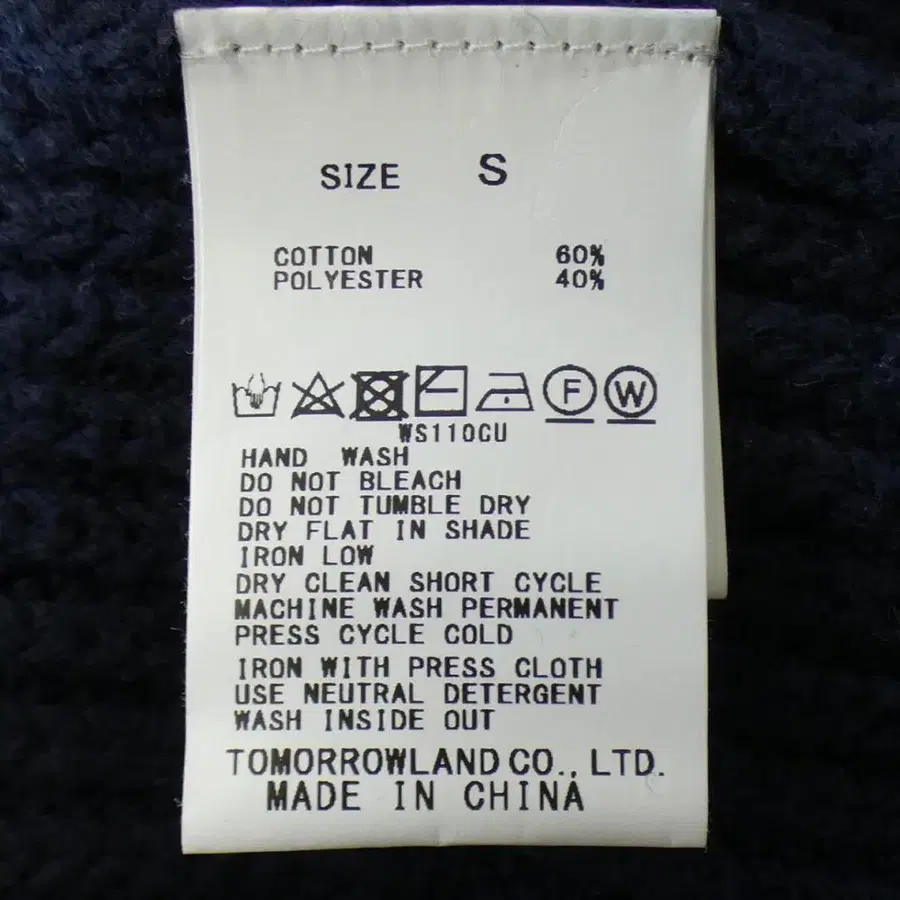 SIZE S
COTTON 60%
POLYESTER 40%
F W
WS110CU
HAND WASH
DO NOT BLEACH
DO NOT TUMBLE DRY
DRY FLAT IN SHADE
IRON LOW
DRY CLEAN SHORT CYCLE
MACHINE WASH PERMANENT
PRESS CYCLE COLD
IRON WITH PRESS CLOTH
USE NEUTRAL DETERGENT
WASH INSIDE OUT
TOMORROWLAND CO., LTD.
MADE IN CHINA